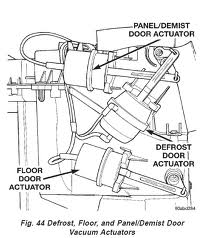 PANEL/DEMIST
DOOR ACTUATOR
DEFROST
DOOR
ACTUATOR
FLOOR
DOOR
ACTUATOR
Fig. 44 Defrost, Floor, and Panel/Demist Door
Vacuum Actuators